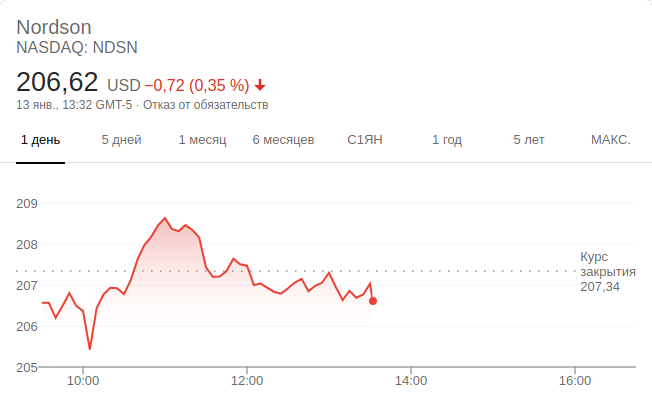 Nordson
NASDAQ: NDSN
206,62 USD −0,72 (0,35 %)
13 янв., 13:32 GMT-5 · Отказ от обязательств
1 день 5 дней 1 месяц 6 месяцев С1ЯН 1 год 5 лет МАКС.
209
208
207
206
205
Курс
закрытия
207,34
10:00 12:00 14:00 16:00